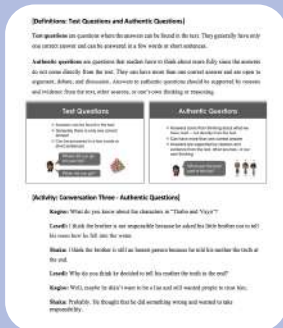 [Definitions: Test Questions and Authentic Questions]
Test questions are questions where the answers can be found in the text. They generally have only
one correct answer and can be answered in a few words or short sentences.
Authentic questions are questions that readers have to think about more fully since the answers
do not come directly from the text. They can have more than one correct answer and are open to
argument, debate, and discussion. Answers to authentic questions should be supported by reasons
and evidence from the text, other sources, or one's own thinking or reasoning.
Test Questions
Authentic Questions
[Activity: Conversation Three - Authentic Questions]
Kagiso: What do you know about the characters in "Thabo and Vuyo"?
Lesedi: I think the brother is not responsible because he asked his little brother not to tell
his mom how he fell into the water.
Shaka: I think the brother is still an honest person because he told his mother the truth at
the end.
Lesedi: Why do you think he decided to tell his mother the truth in the end?
Kagiso: Well, maybe he didn't want to be a liar and still wanted people to trust him.
Shaka: Probably. He thought that he did something wrong and wanted to take
responsibility.